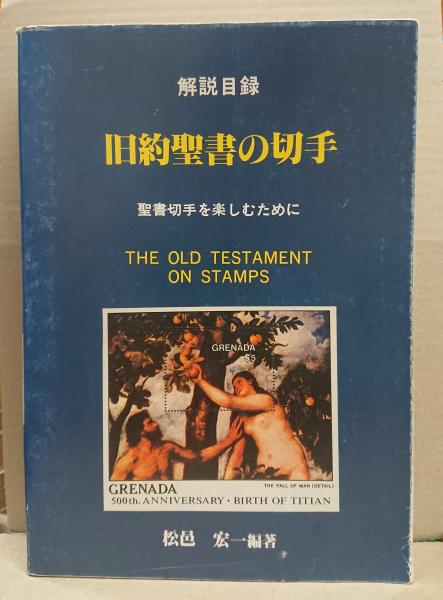 解説目録
旧約聖書の切手
聖書切手を楽しむために
THE OLD TESTAMENT
ON STAMPS
GRENADA
$5
THE FALL OF MAN (DETAIL)
GRENADA
500th. ANNIVERSARY・BIRTH OF TITIAN
松邑 宏一編著